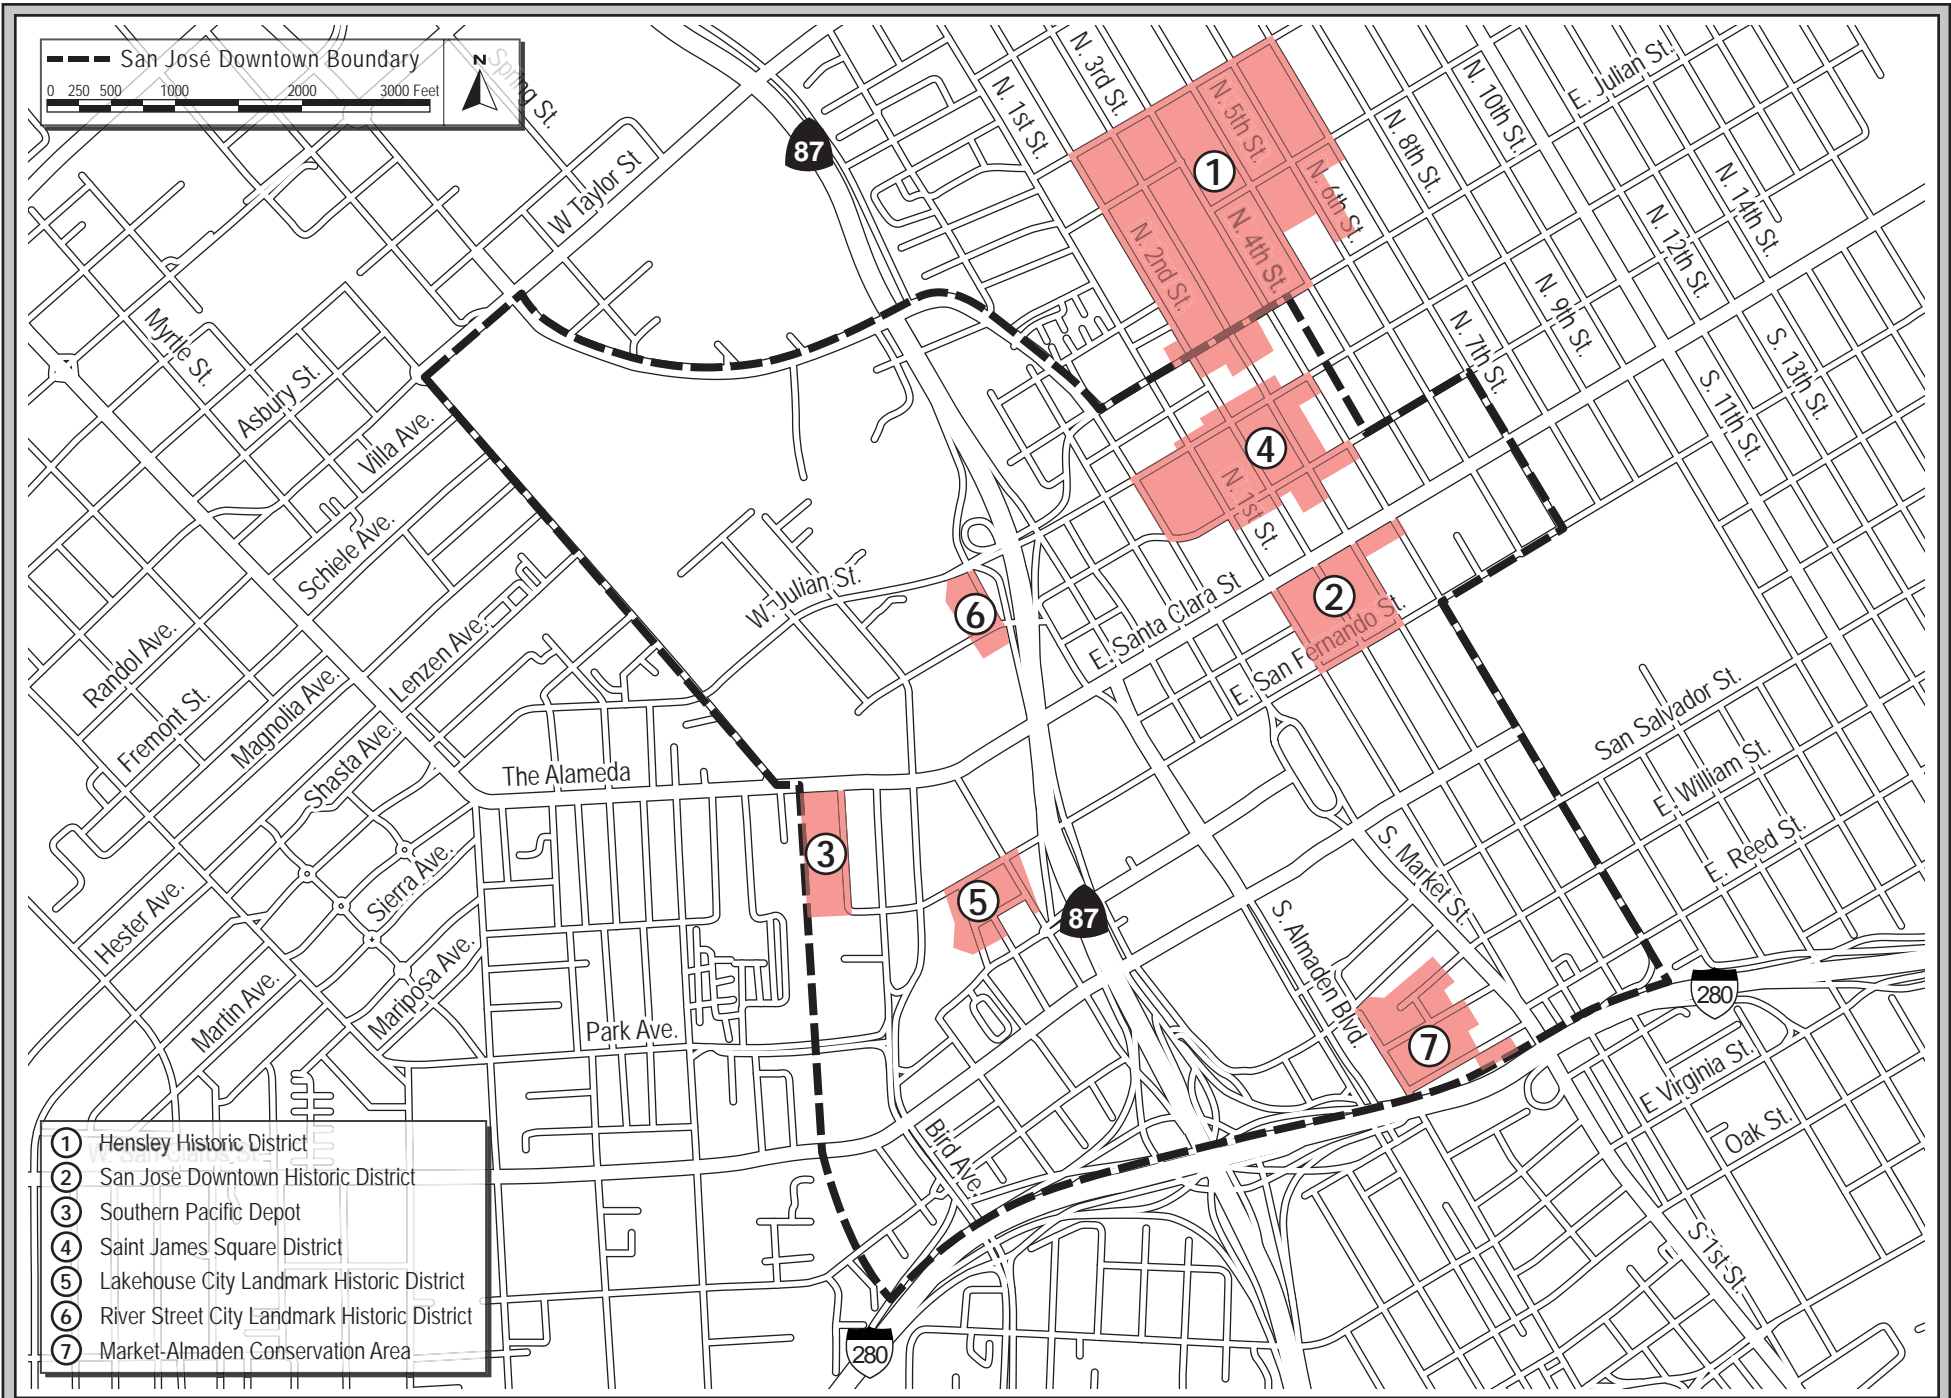 San José Downtown Boundary
0 250 500 1000 2000 3000 Feet
N
Spring St.
W Taylor St
87
N. 1st St.
N. 3rd St.
N. 5th St.
N. 6th St.
N. 8th St.
N. 10th St.
E. Julian St.
1
N. 2nd St.
N. 4th St.
N. 14th St.
N. 12th St.
N. 9th St.
N. 7th St.
S. 13th St.
S. 11th St.
Myrtle St.
Asbury St.
Villa Ave.
Schiele Ave.
4
N. 1st St.
W. Julian St.
6
E. Santa Clara St
2
E. San Fernando St.
Randol Ave.
Fremont St.
Magnolia Ave.
Lenzen Ave.
Shasta Ave.
The Alameda
San Salvador St.
E. William St.
E. Reed St.
3
5
87
S. Market St.
S. Almaden Blvd.
Hester Ave.
Sierra Ave.
Martin Ave.
Mariposa Ave.
Park Ave.
7
280
E Virginia St.
Oak St.
Bird Ave.
S 1st St.
280
1 Hensley Historic District
2 San Jose Downtown Historic District
3 Southern Pacific Depot
4 Saint James Square District
5 Lakehouse City Landmark Historic District
6 River Street City Landmark Historic District
7 Market-Almaden Conservation Area